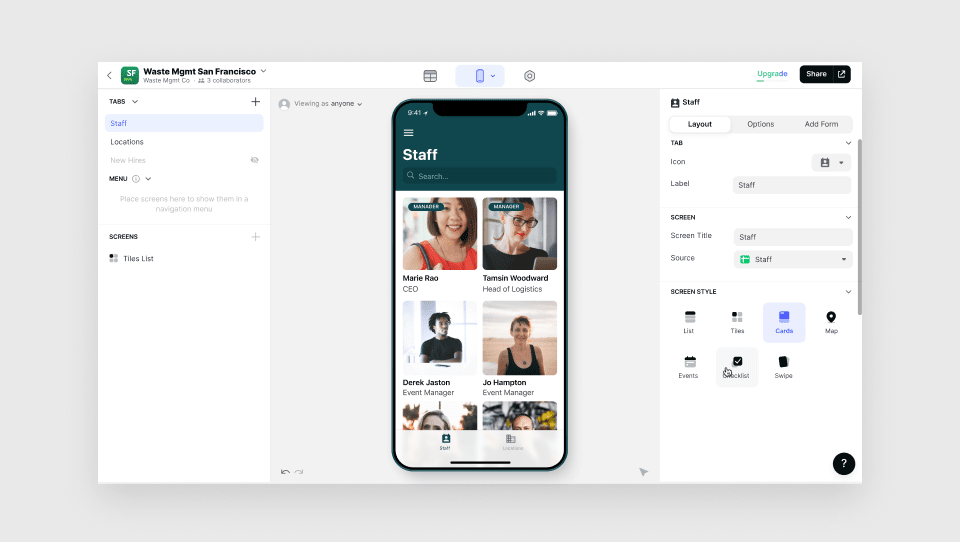 SF
Waste Mgmt San Francisco
Waste Mgmt Co. · 3 collaborators
Upgrade
Share
TABS
Staff
Locations
New Hires
MENU
Place screens here to show them in a
navigation menu
SCREENS
Tiles List
Viewing as anyone
9:41
Staff
Search...
MANAGER
MANAGER
Marie Rao
CEO
Tamsin Woodward
Head of Logistics
Derek Jaston
Event Manager
Jo Hampton
Event Manager
Staff
Locations
Staff
Layout
Options
Add Form
TAB
Icon
Label
Staff
SCREEN
Screen Title
Staff
Source
Staff
SCREEN STYLE
List
Tiles
Cards
Map
Events
Checklist
Swipe
?